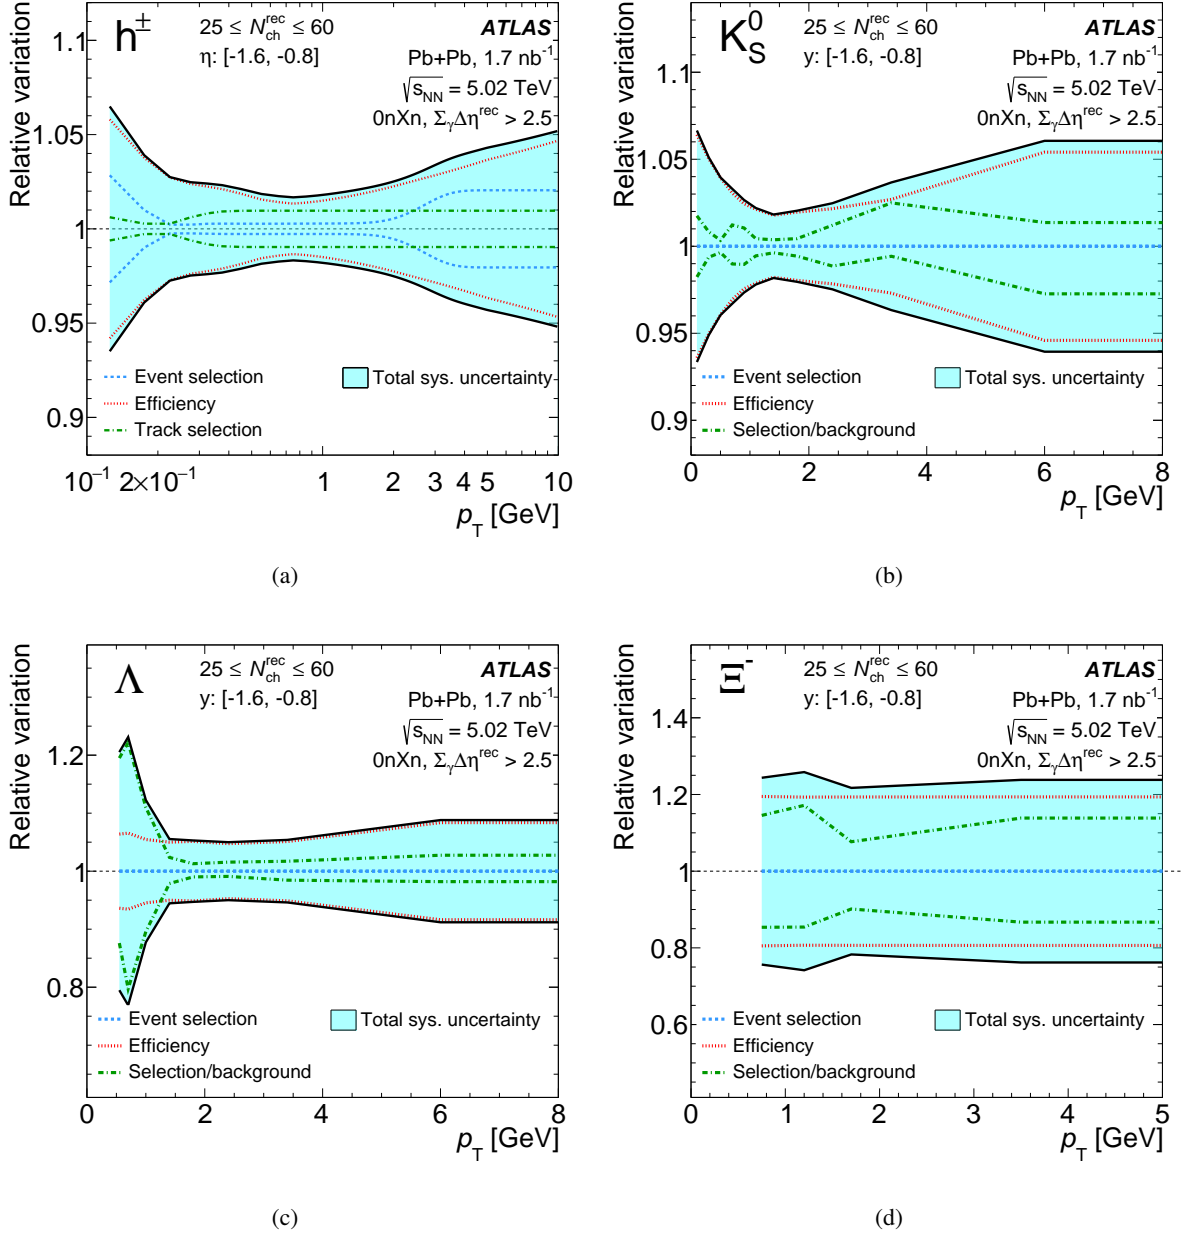 Relative variation
h±
25 ≤ N_ch^rec ≤ 60
η: [-1.6, -0.8]
ATLAS
Pb+Pb, 1.7 nb⁻¹
√s_NN = 5.02 TeV
0nXn, Σ_γΔη^rec > 2.5
1.1
1.05
1
0.95
0.9
Event selection
Efficiency
Track selection
Total sys. uncertainty
10⁻¹ 2×10⁻¹ 1 2 3 4 5 10
p_T [GeV]
(a)
Relative variation
K_S^0
25 ≤ N_ch^rec ≤ 60
y: [-1.6, -0.8]
ATLAS
Pb+Pb, 1.7 nb⁻¹
√s_NN = 5.02 TeV
0nXn, Σ_γΔη^rec > 2.5
1.1
1.05
1
0.95
0.9
Event selection
Efficiency
Selection/background
Total sys. uncertainty
0 2 4 6 8
p_T [GeV]
(b)
Relative variation
Λ
25 ≤ N_ch^rec ≤ 60
y: [-1.6, -0.8]
ATLAS
Pb+Pb, 1.7 nb⁻¹
√s_NN = 5.02 TeV
0nXn, Σ_γΔη^rec > 2.5
1.2
1
0.8
Event selection
Efficiency
Selection/background
Total sys. uncertainty
0 2 4 6 8
p_T [GeV]
(c)
Relative variation
Ξ⁻
25 ≤ N_ch^rec ≤ 60
y: [-1.6, -0.8]
ATLAS
Pb+Pb, 1.7 nb⁻¹
√s_NN = 5.02 TeV
0nXn, Σ_γΔη^rec > 2.5
1.4
1.2
1
0.8
0.6
Event selection
Efficiency
Selection/background
Total sys. uncertainty
0 1 2 3 4 5
p_T [GeV]
(d)